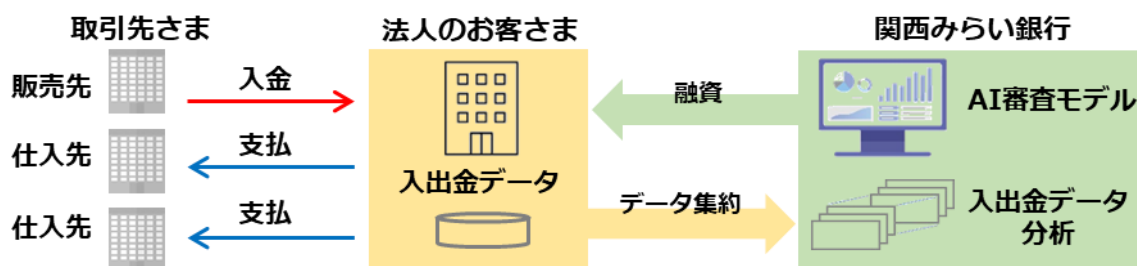 取引先さま
法人のお客さま
関西みらい銀行
販売先
入金
融資
AI審査モデル
仕入先
支払
入出金データ
仕入先
支払
データ集約
入出金データ
分析